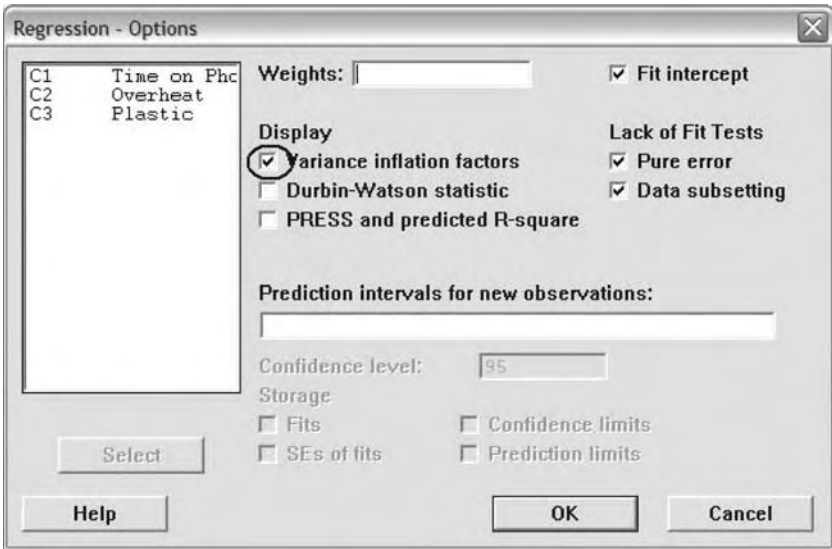 Regression - Options
C1 Time on Pho
C2 Overheat
C3 Plastic
Weights:
Fit intercept
Display
Lack of Fit Tests
Variance inflation factors
Pure error
Durbin-Watson statistic
Data subsetting
PRESS and predicted R-square
Prediction intervals for new observations:
Confidence level: 95
Storage
Fits
Confidence limits
SEs of fits
Prediction limits
Select
Help
OK
Cancel